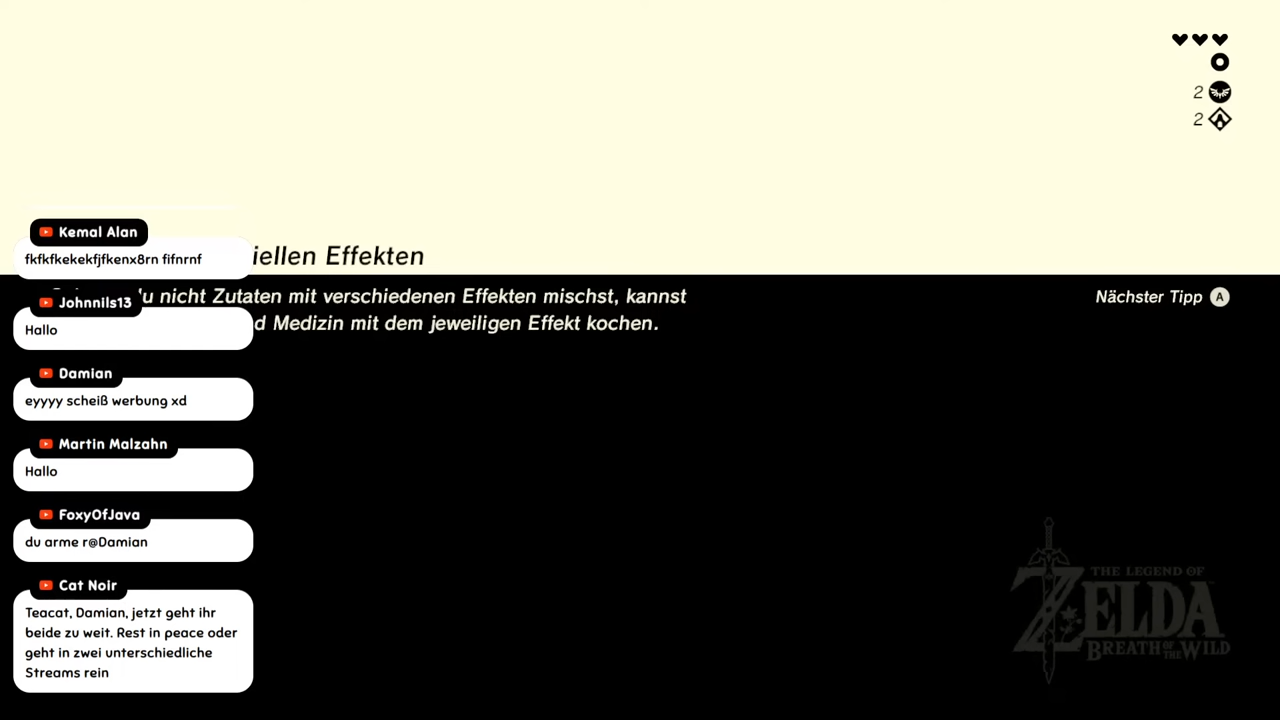 2
2
Kemal Alan
fkfkfkekekfjfkenx8rn fifnrnf
iellen Effekten
u nicht Zutaten mit verschiedenen Effekten mischst, kannst
d Medizin mit dem jeweiligen Effekt kochen.
Nächster Tipp A
Johnnils13
Hallo
Damian
eyyyy scheiß werbung xd
Martin Malzahn
Hallo
FoxyOfJava
du arme r@Damian
Cat Noir
Teacat, Damian, jetzt geht ihr
beide zu weit. Rest in peace oder
geht in zwei unterschiedliche
Streams rein
THE LEGEND OF
ZELDA
BREATH OF THE WILD